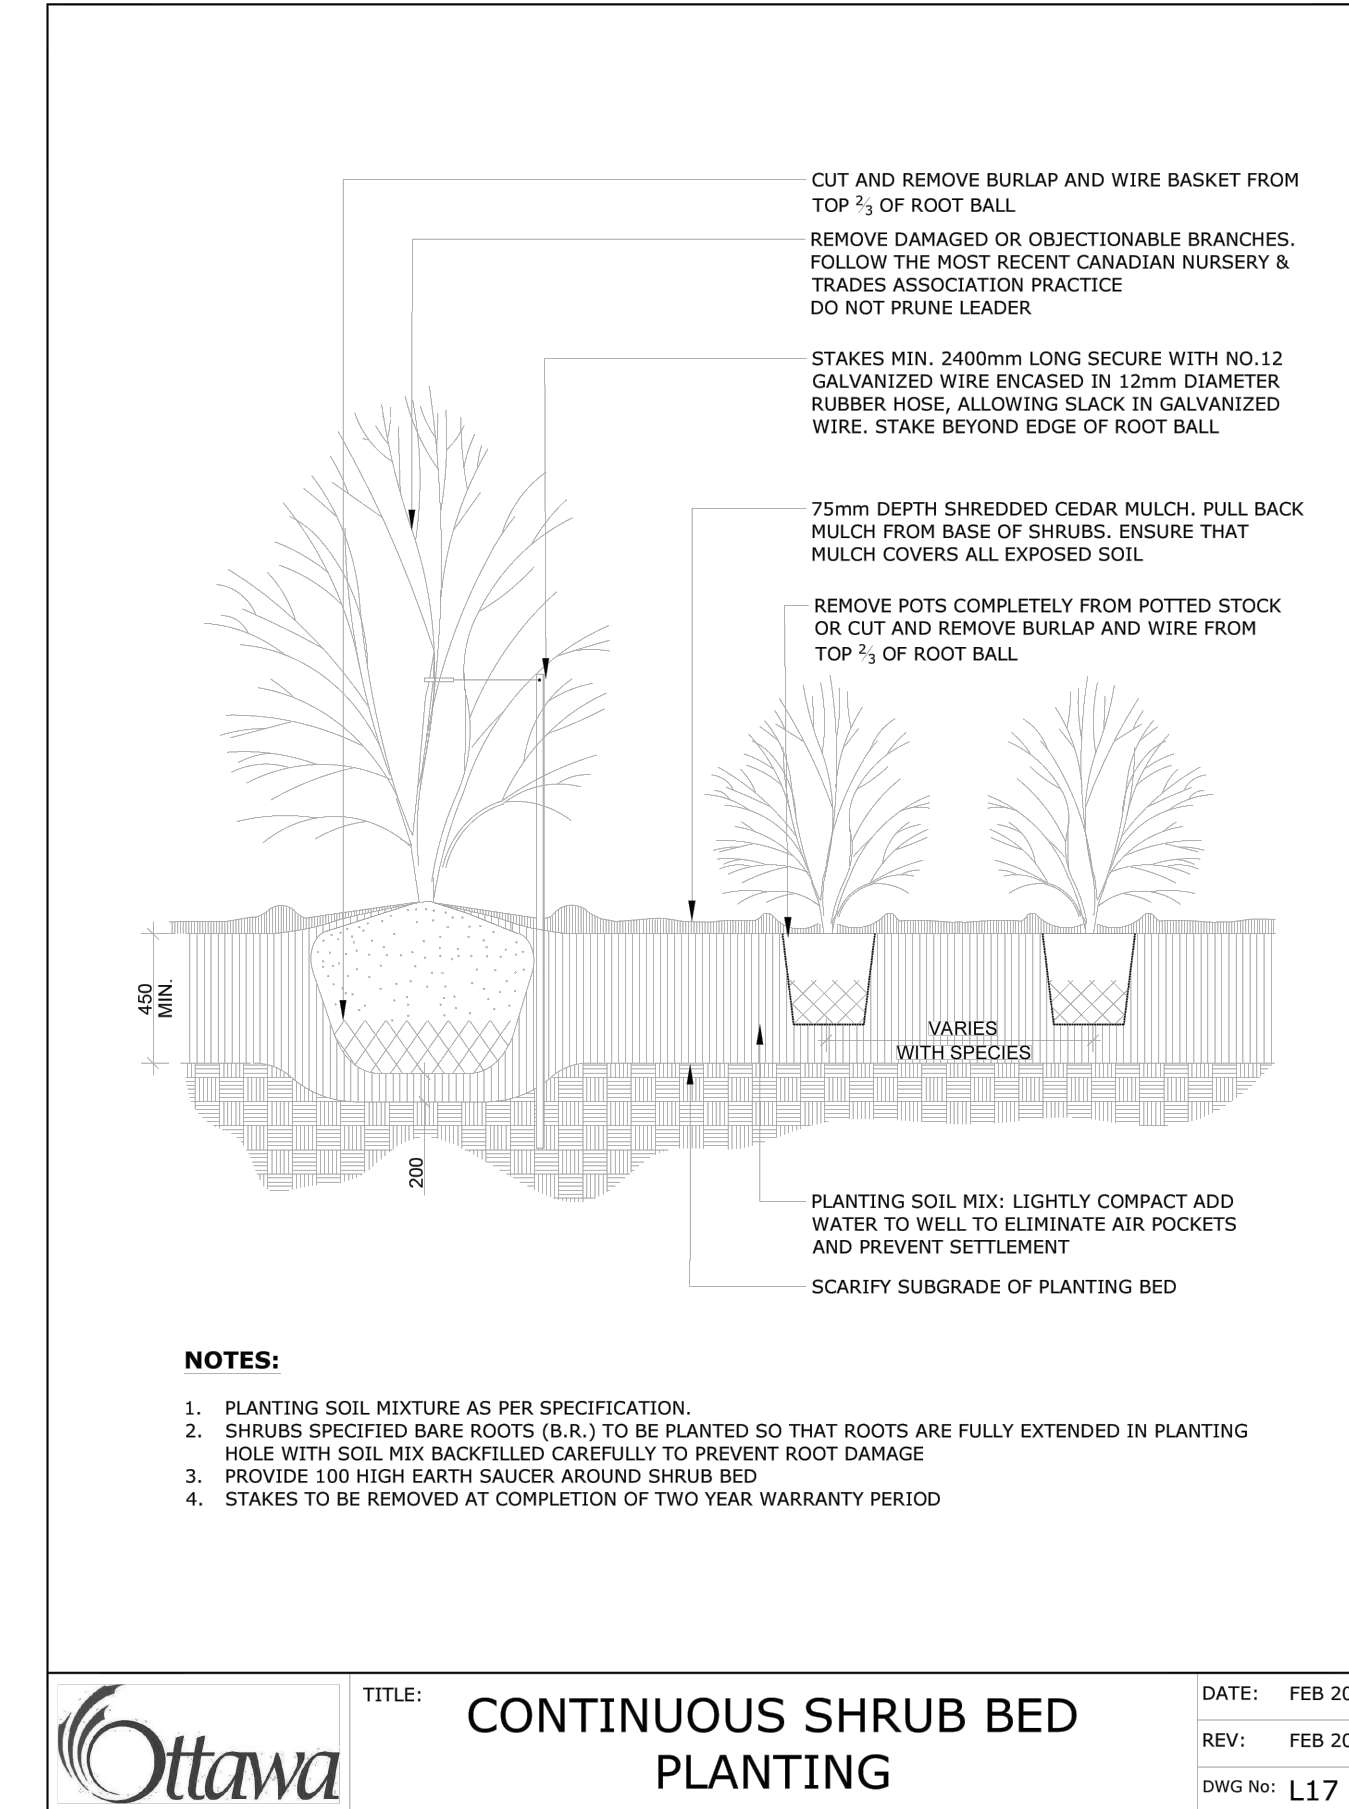 CUT AND REMOVE BURLAP AND WIRE BASKET FROM
TOP 2/3 OF ROOT BALL
REMOVE DAMAGED OR OBJECTIONABLE BRANCHES.
FOLLOW THE MOST RECENT CANADIAN NURSERY &
TRADES ASSOCIATION PRACTICE
DO NOT PRUNE LEADER
STAKES MIN. 2400mm LONG SECURE WITH NO.12
GALVANIZED WIRE ENCASED IN 12mm DIAMETER
RUBBER HOSE, ALLOWING SLACK IN GALVANIZED
WIRE. STAKE BEYOND EDGE OF ROOT BALL
75mm DEPTH SHREDDED CEDAR MULCH. PULL BACK
MULCH FROM BASE OF SHRUBS. ENSURE THAT
MULCH COVERS ALL EXPOSED SOIL
REMOVE POTS COMPLETELY FROM POTTED STOCK
OR CUT AND REMOVE BURLAP AND WIRE FROM
TOP 2/3 OF ROOT BALL
450
MIN.
VARIES
WITH SPECIES
200
PLANTING SOIL MIX: LIGHTLY COMPACT ADD
WATER TO WELL TO ELIMINATE AIR POCKETS
AND PREVENT SETTLEMENT
SCARIFY SUBGRADE OF PLANTING BED
NOTES:
1. PLANTING SOIL MIXTURE AS PER SPECIFICATION.
2. SHRUBS SPECIFIED BARE ROOTS (B.R.) TO BE PLANTED SO THAT ROOTS ARE FULLY EXTENDED IN PLANTING
HOLE WITH SOIL MIX BACKFILLED CAREFULLY TO PREVENT ROOT DAMAGE
3. PROVIDE 100 HIGH EARTH SAUCER AROUND SHRUB BED
4. STAKES TO BE REMOVED AT COMPLETION OF TWO YEAR WARRANTY PERIOD
Ottawa
TITLE:
CONTINUOUS SHRUB BED
PLANTING
DATE: FEB
REV: FEB
DWG No: L17